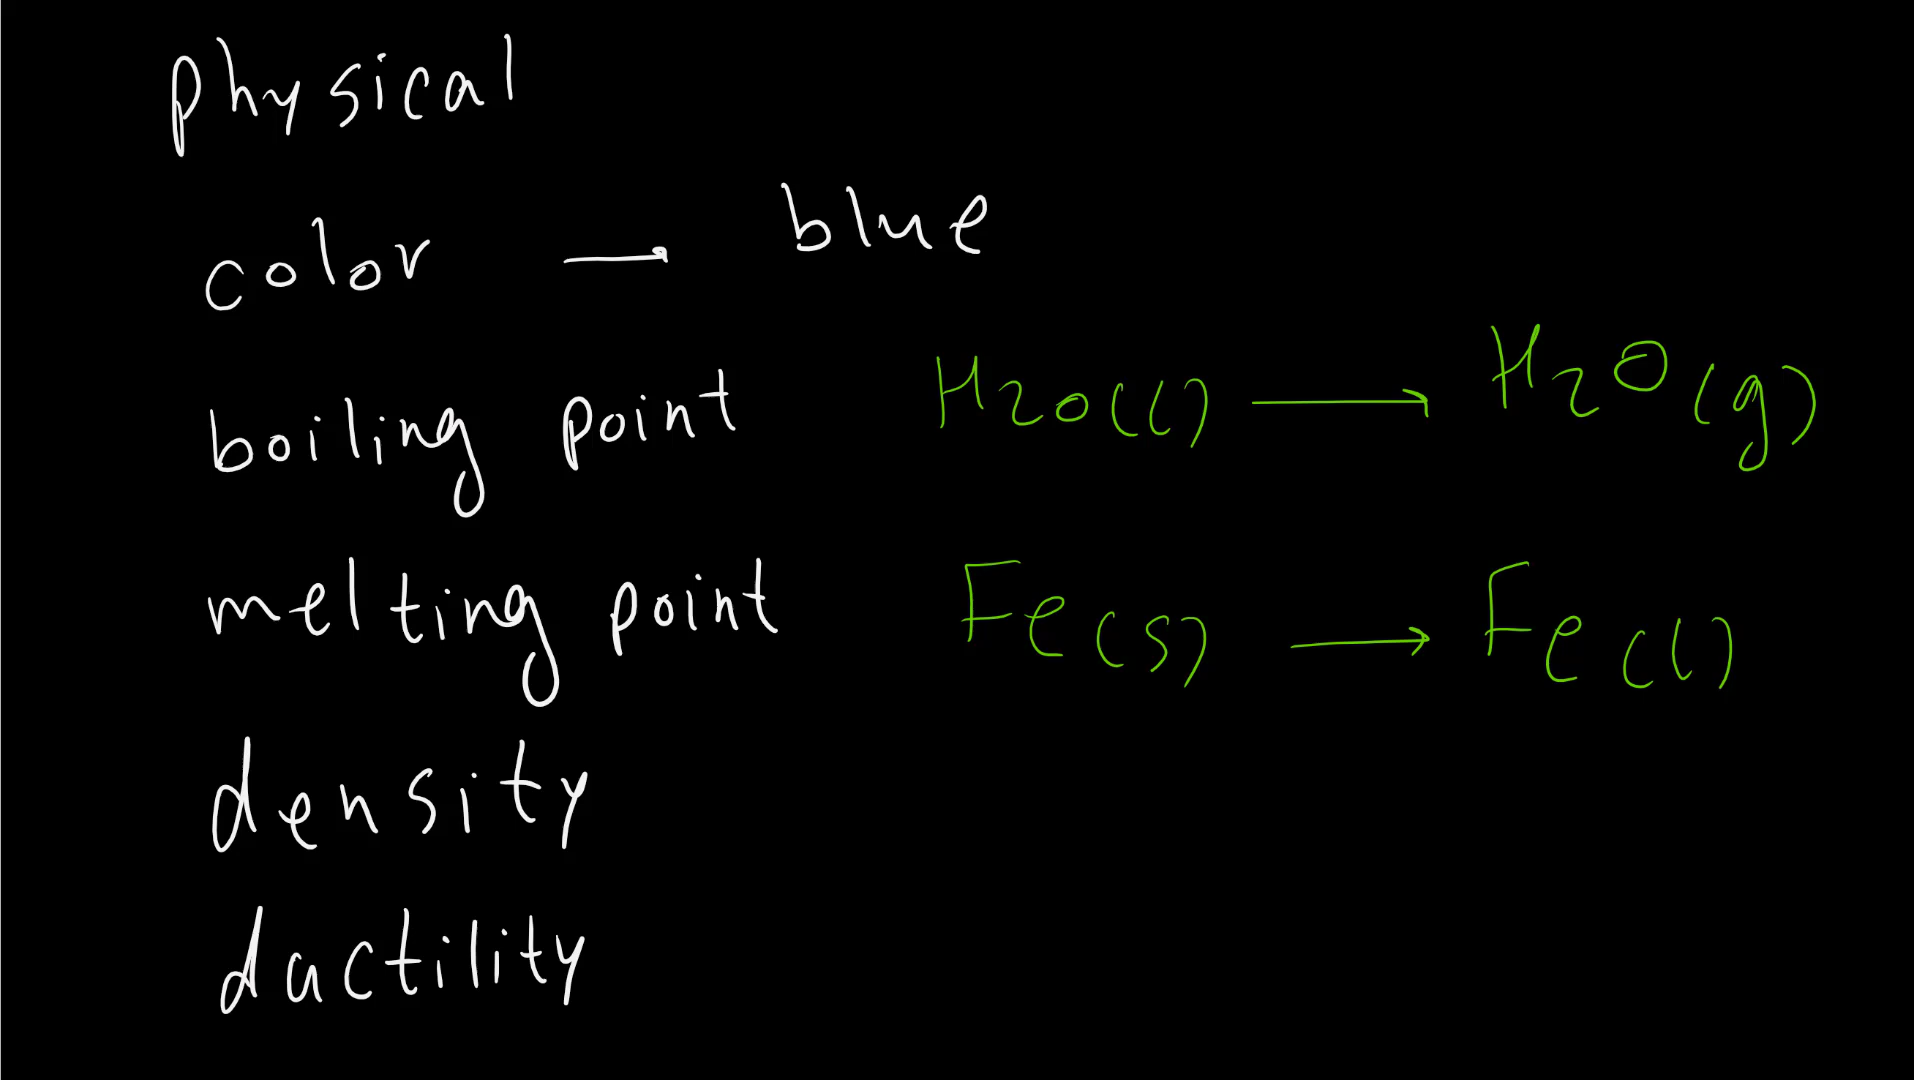 physical
color → blue
boiling point H2O(l) → H2O(g)
melting point Fe(s) → Fe(l)
density
dactility